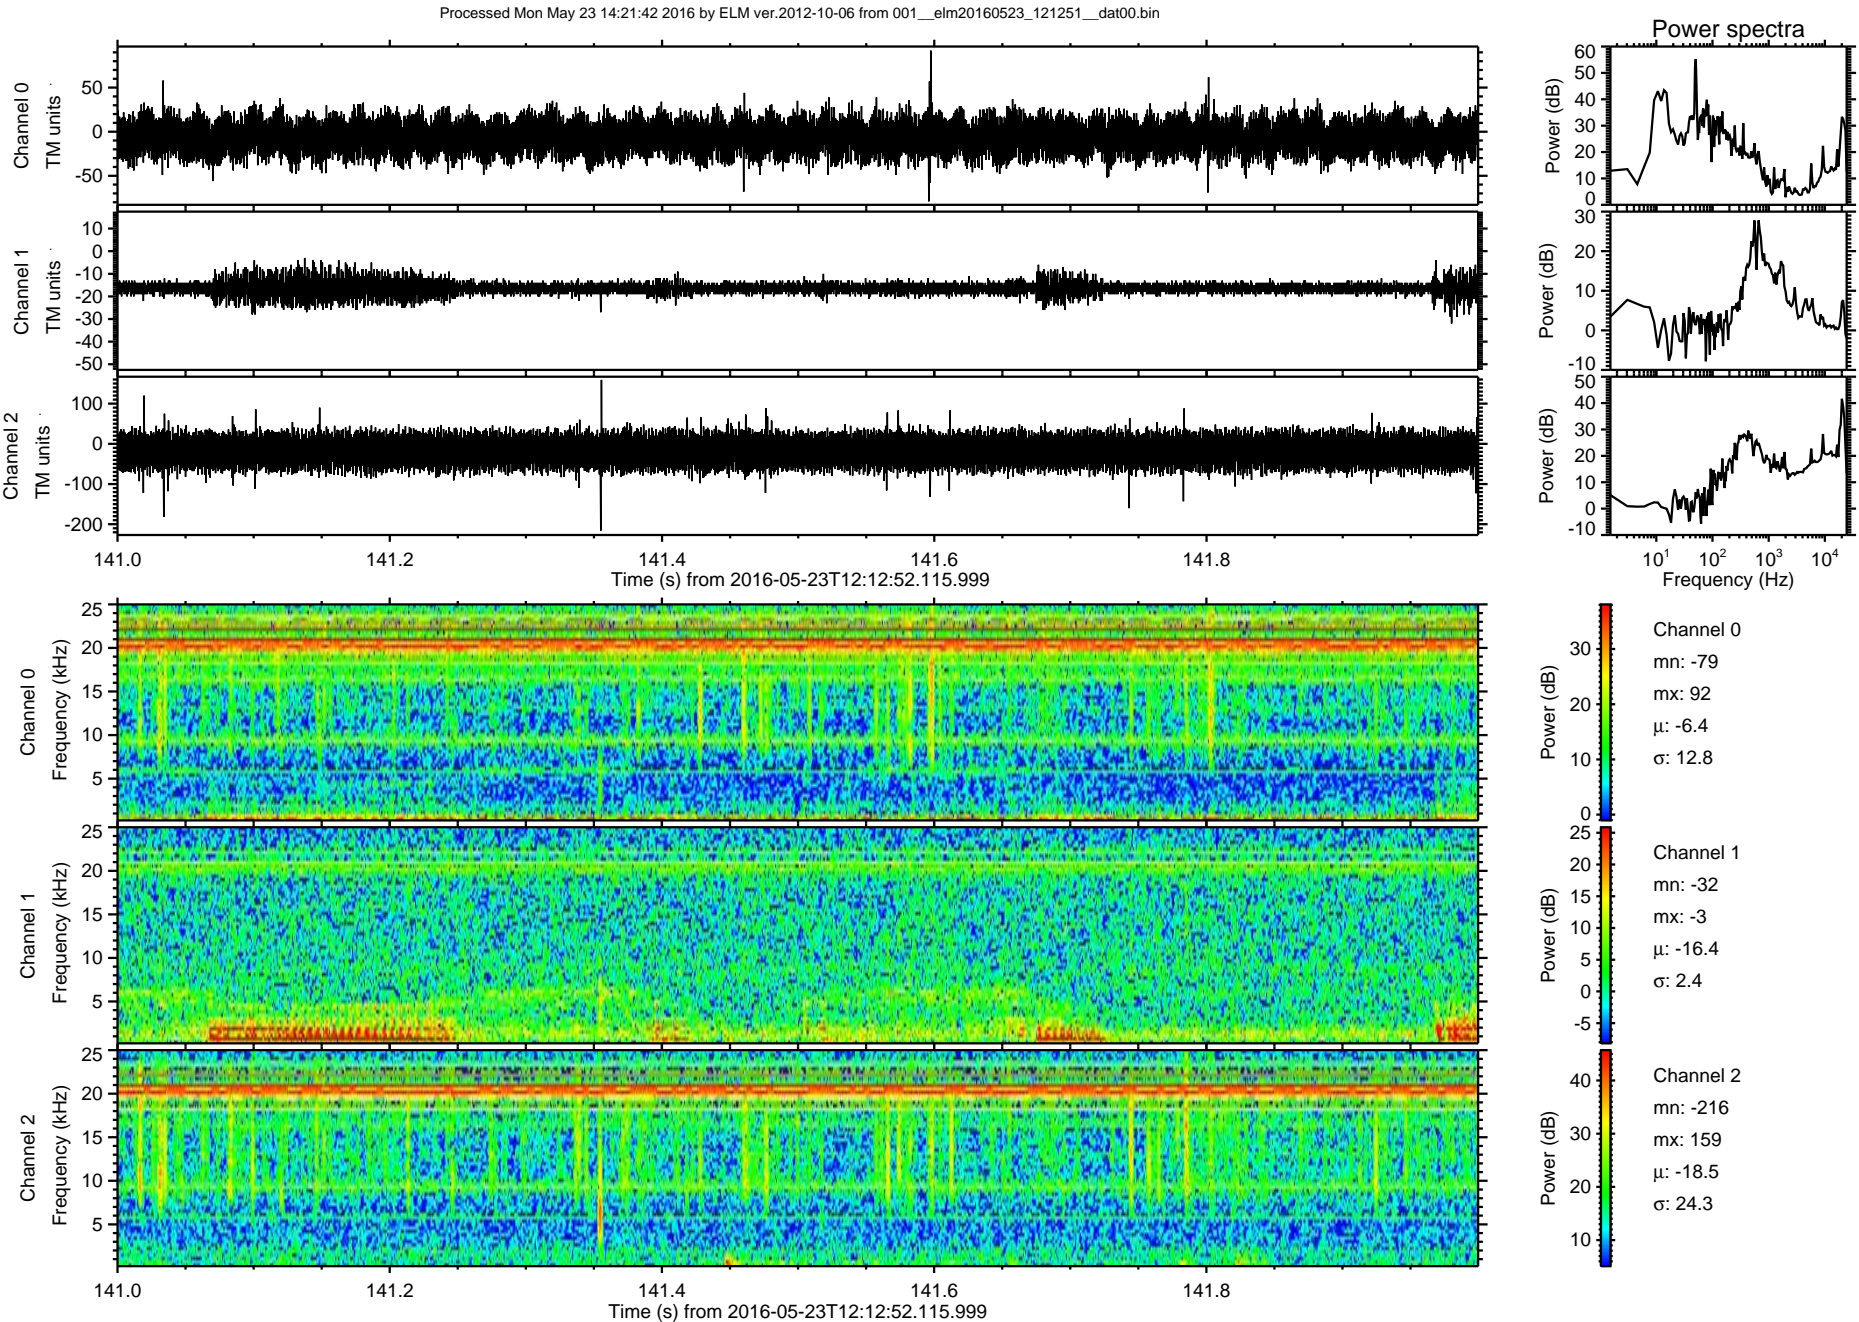 Processed Mon May 23 14:21:42 2016 by ELM ver.2012-10-06 from 001__elm20160523_121251__dat00.bin
Power spectra
Channel 0
TM units
50
0
-50
Power (dB)
60
50
40
30
20
10
0
Channel 1
TM units
10
0
-10
-20
-30
-40
-50
Power (dB)
30
20
10
0
-10
Channel 2
TM units
100
0
-100
-200
Power (dB)
50
40
30
20
10
0
-10
141.0 141.2 141.4 141.6 141.8
Time (s) from 2016-05-23T12:12:52.115.999
10¹ 10² 10³ 10⁴
Frequency (Hz)
Channel 0
Frequency (kHz)
25
20
15
10
5
Power (dB)
30
20
10
0
Channel 0
mn: -79
mx: 92
μ: -6.4
σ: 12.8
Channel 1
Frequency (kHz)
25
20
15
10
5
Power (dB)
25
20
15
10
5
0
-5
Channel 1
mn: -32
mx: -3
μ: -16.4
σ: 2.4
Channel 2
Frequency (kHz)
25
20
15
10
5
Power (dB)
40
30
20
10
Channel 2
mn: -216
mx: 159
μ: -18.5
σ: 24.3
141.0 141.2 141.4 141.6 141.8
Time (s) from 2016-05-23T12:12:52.115.999